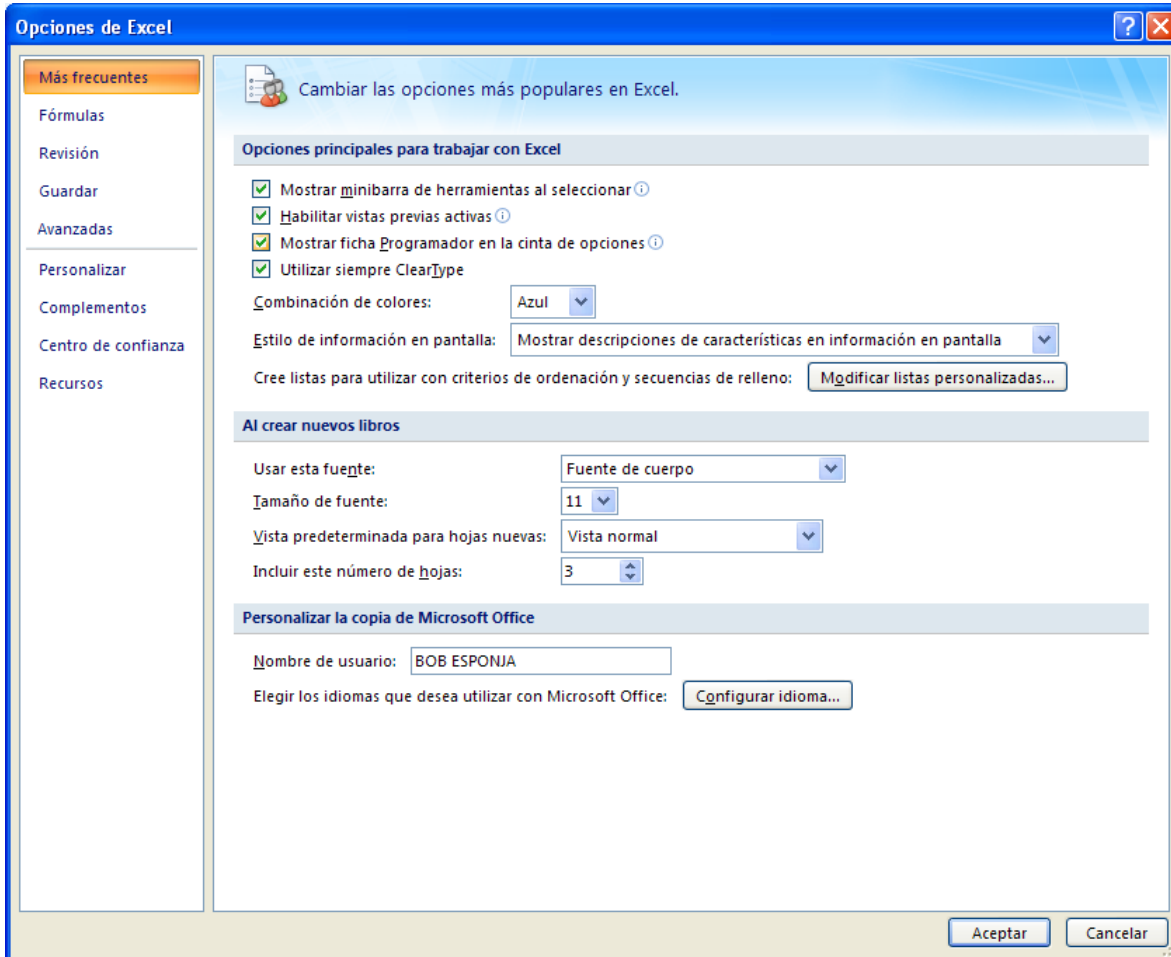 Opciones de Excel
Más frecuentes
Fórmulas
Revisión
Guardar
Avanzadas
Personalizar
Complementos
Centro de confianza
Recursos
Cambiar las opciones más populares en Excel.
Opciones principales para trabajar con Excel
Mostrar minibarra de herramientas al seleccionar
Habilitar vistas previas activas
Mostrar ficha Programador en la cinta de opciones
Utilizar siempre ClearType
Combinación de colores: Azul
Estilo de información en pantalla: Mostrar descripciones de características en información en pantalla
Cree listas para utilizar con criterios de ordenación y secuencias de relleno: Modificar listas personalizadas...
Al crear nuevos libros
Usar esta fuente: Fuente de cuerpo
Tamaño de fuente: 11
Vista predeterminada para hojas nuevas: Vista normal
Incluir este número de hojas: 3
Personalizar la copia de Microsoft Office
Nombre de usuario: BOB ESPONJA
Elegir los idiomas que desea utilizar con Microsoft Office: Configurar idioma...
Aceptar Cancelar